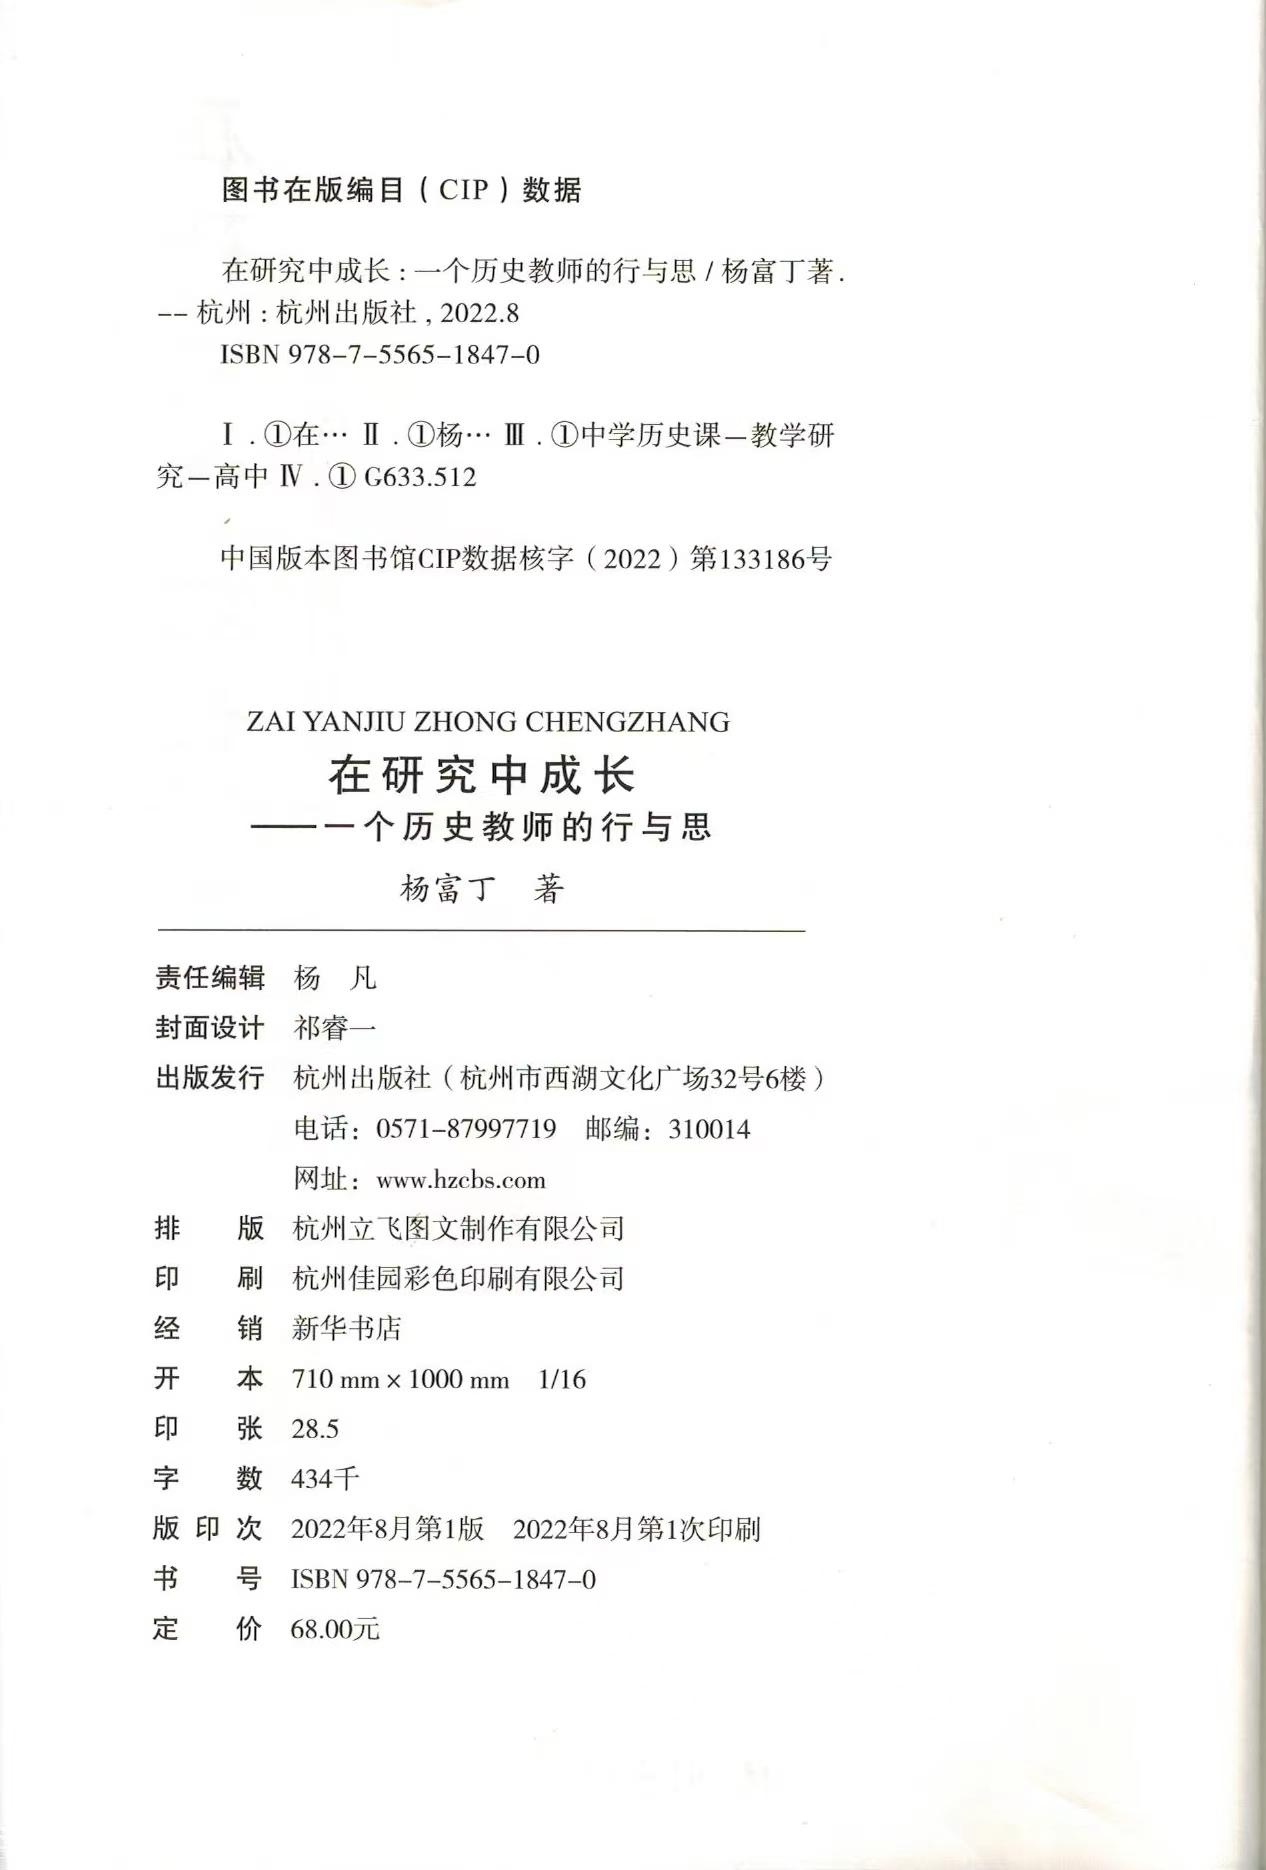 图书在版编目（CIP）数据
在研究中成长：一个历史教师的行与思 / 杨富丁著.
-- 杭州：杭州出版社, 2022.8
ISBN 978-7-5565-1847-0
Ⅰ.①在… Ⅱ.①杨… Ⅲ.①中学历史课—教学研
究—高中 Ⅳ.① G633.512
中国版本图书馆CIP数据核字（2022）第133186号
ZAI YANJIU ZHONG CHENGZHANG
在研究中成长
——一个历史教师的行与思
杨富丁 著
责任编辑 杨 凡
封面设计 祁睿一
出版发行 杭州出版社（杭州市西湖文化广场32号6楼）
电话：0571-87997719 邮编：310014
网址：www.hzcbs.com
排 版 杭州立飞图文制作有限公司
印 刷 杭州佳园彩色印刷有限公司
经 销 新华书店
开 本 710 mm × 1000 mm 1/16
印 张 28.5
字 数 434千
版 印 次 2022年8月第1版 2022年8月第1次印刷
书 号 ISBN 978-7-5565-1847-0
定 价 68.00元